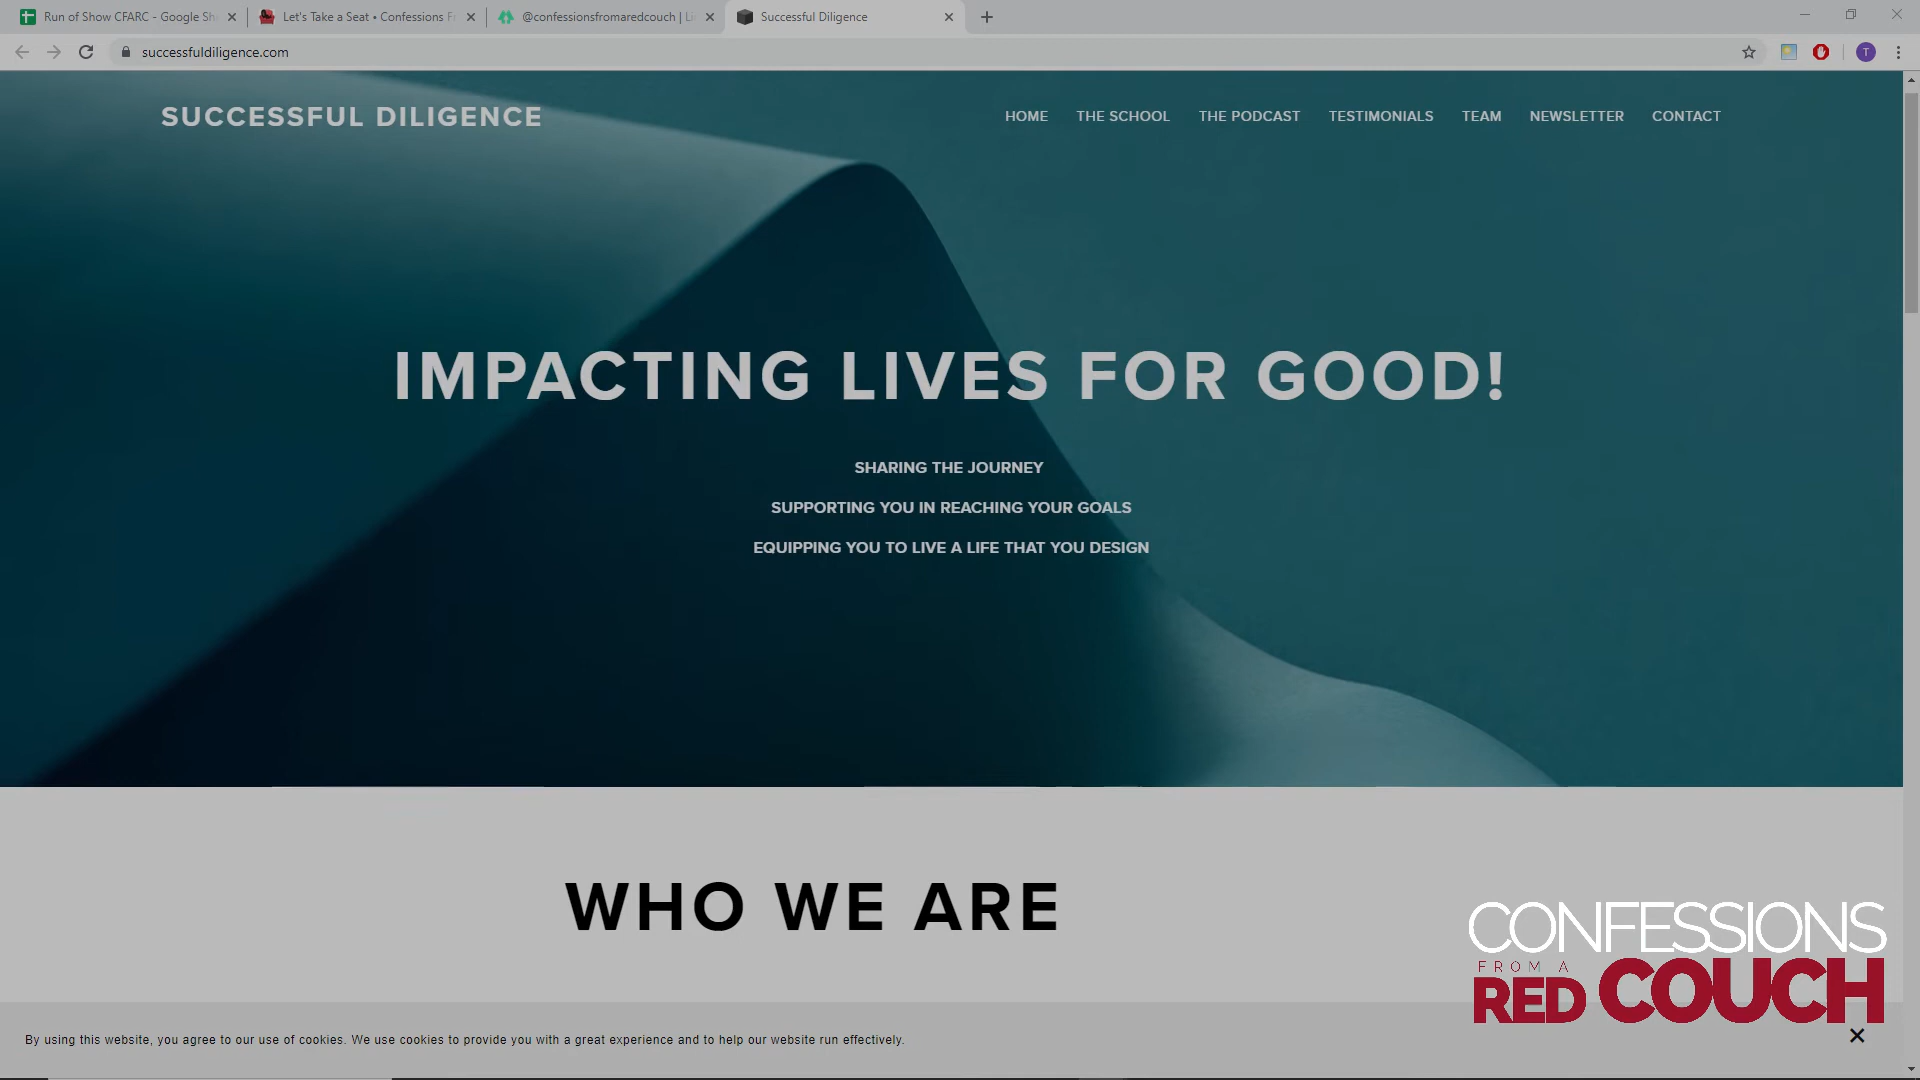 Run of Show CFARC - Google Sh
Let's Take a Seat • Confessions Fr
@confessionsfromaredcouch | Li
Successful Diligence
successfuldiligence.com
T
SUCCESSFUL DILIGENCE
HOME THE SCHOOL THE PODCAST TESTIMONIALS TEAM NEWSLETTER CONTACT
IMPACTING LIVES FOR GOOD!
SHARING THE JOURNEY
SUPPORTING YOU IN REACHING YOUR GOALS
EQUIPPING YOU TO LIVE A LIFE THAT YOU DESIGN
WHO WE ARE
CONFESSIONS
FROM A
RED COUCH
By using this website, you agree to our use of cookies. We use cookies to provide you with a great experience and to help our website run effectively.